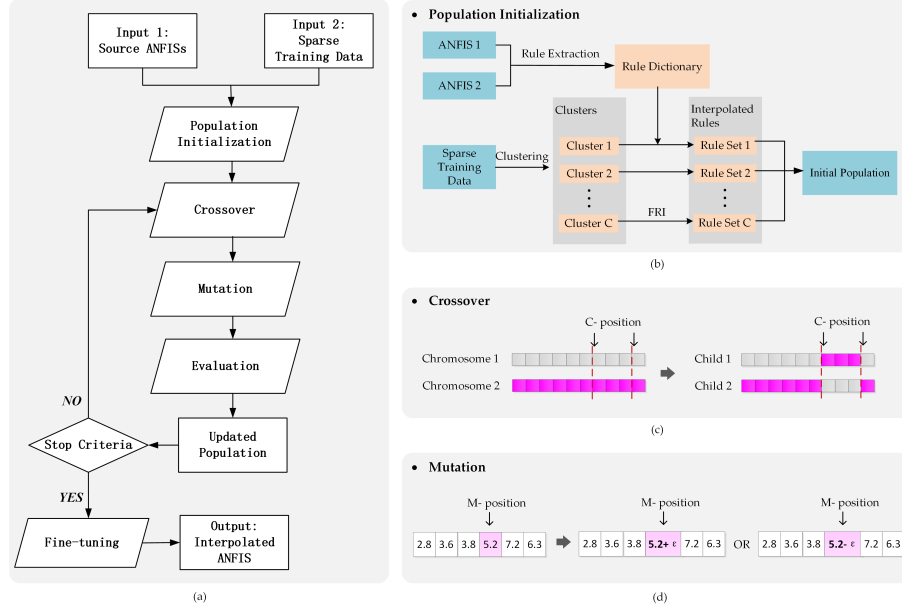 Input 1:
Source ANFISs
Input 2:
Sparse
Training Data
Population
Initialization
Crossover
Mutation
Evaluation
NO
Stop Criteria
Updated
Population
YES
Fine-tuning
Output:
Interpolated
ANFIS
(a)
• Population Initialization
ANFIS 1
ANFIS 2
Rule Extraction
Rule Dictionary
Clusters
Interpolated
Rules
Sparse
Training
Data
Clustering
Cluster 1
Cluster 2
Cluster C
FRI
Rule Set 1
Rule Set 2
Rule Set C
Initial Population
(b)
• Crossover
C- position
C- position
Chromosome 1
Chromosome 2
Child 1
Child 2
(c)
• Mutation
M- position
M- position
M- position
2.8 3.6 3.8 5.2 7.2 6.3
2.8 3.6 3.8 5.2+ ε 7.2 6.3
OR
2.8 3.6 3.8 5.2- ε 7.2 6.3
(d)